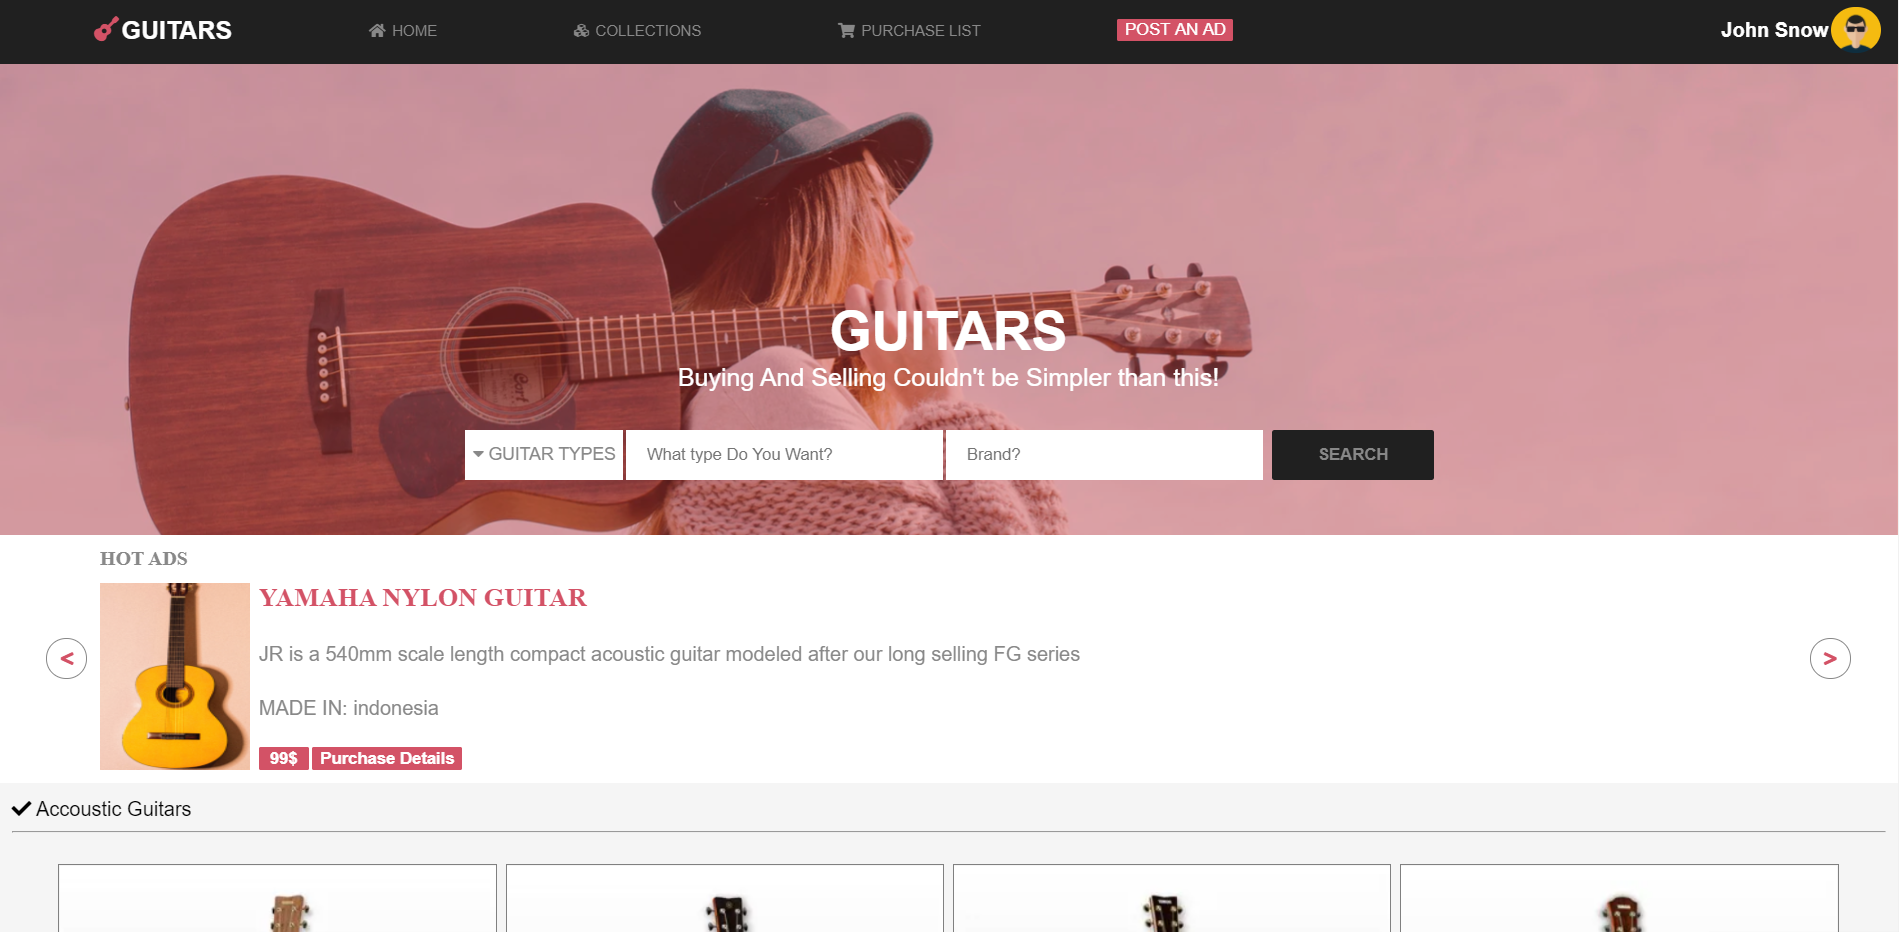 GUITARS
HOME
COLLECTIONS
PURCHASE LIST
POST AN AD
John Snow
GUITARS
Buying And Selling Couldn't be Simpler than this!
GUITAR TYPES
What type Do You Want?
Brand?
SEARCH
HOT ADS
YAMAHA NYLON GUITAR
JR is a 540mm scale length compact acoustic guitar modeled after our long selling FG series
<
>
MADE IN: indonesia
99$
Purchase Details
Accoustic Guitars